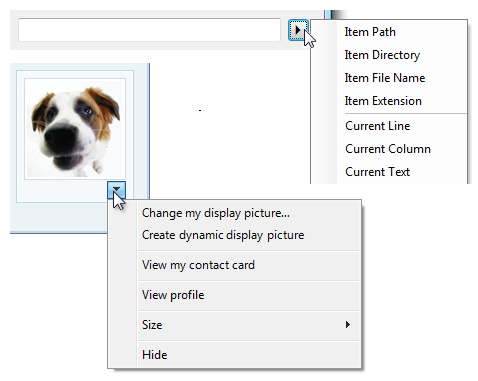 Item Path
Item Directory
Item File Name
Item Extension
Current Line
Current Column
Current Text
Change my display picture...
Create dynamic display picture
View my contact card
View profile
Size
Hide